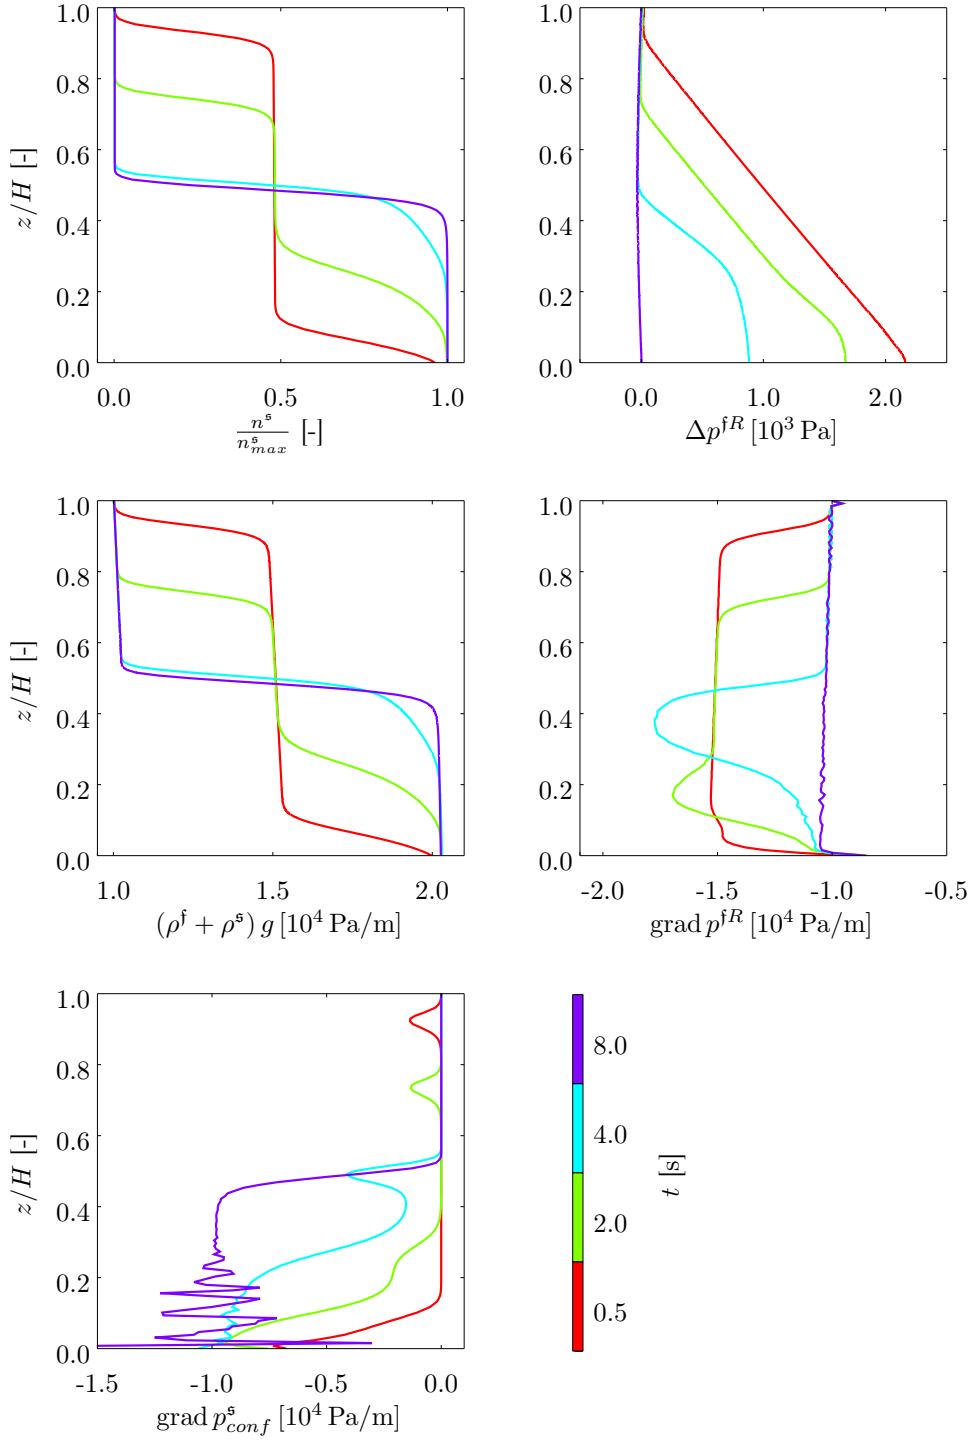 1.0
0.8
0.6
0.4
0.2
0.0
z/H [-]
0.0 0.5 1.0
n^𝔰 / n^𝔰_max [-]
1.0
0.8
0.6
0.4
0.2
0.0
0.0 1.0 2.0
Δp^{𝔣R} [10^3 Pa]
1.0
0.8
0.6
0.4
0.2
0.0
z/H [-]
1.0 1.5 2.0
(ρ^𝔣 + ρ^𝔰) g [10^4 Pa/m]
1.0
0.8
0.6
0.4
0.2
0.0
-2.0 -1.5 -1.0 -0.5
grad p^{𝔣R} [10^4 Pa/m]
1.0
0.8
0.6
0.4
0.2
0.0
z/H [-]
-1.5 -1.0 -0.5 0.0
grad p^𝔰_conf [10^4 Pa/m]
8.0
4.0
2.0
0.5
t [s]